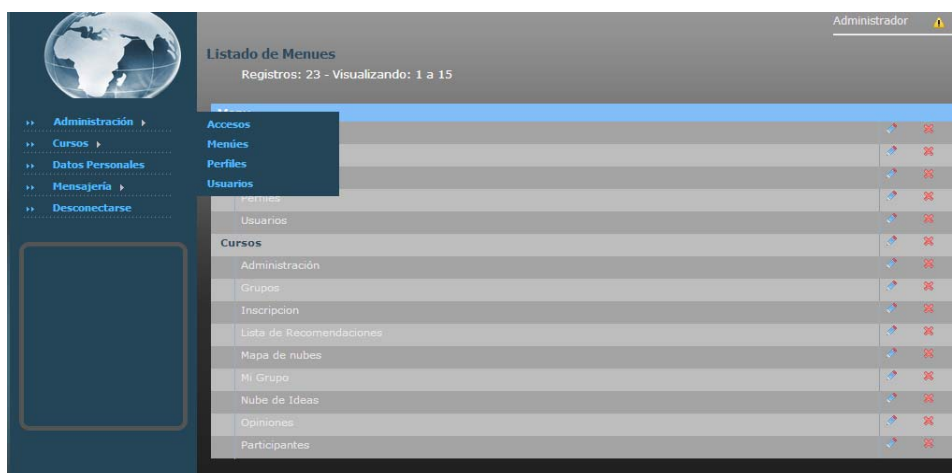 Administrador
Listado de Menues
Registros: 23 - Visualizando: 1 a 15
Administración
Cursos
Datos Personales
Mensajería
Desconectarse
Accesos
Menúes
Perfiles
Usuarios
Perfiles
Usuarios
Cursos
Administración
Grupos
Inscripcion
Lista de Recomendaciones
Mapa de nubes
Mi Grupo
Nube de Ideas
Opiniones
Participantes